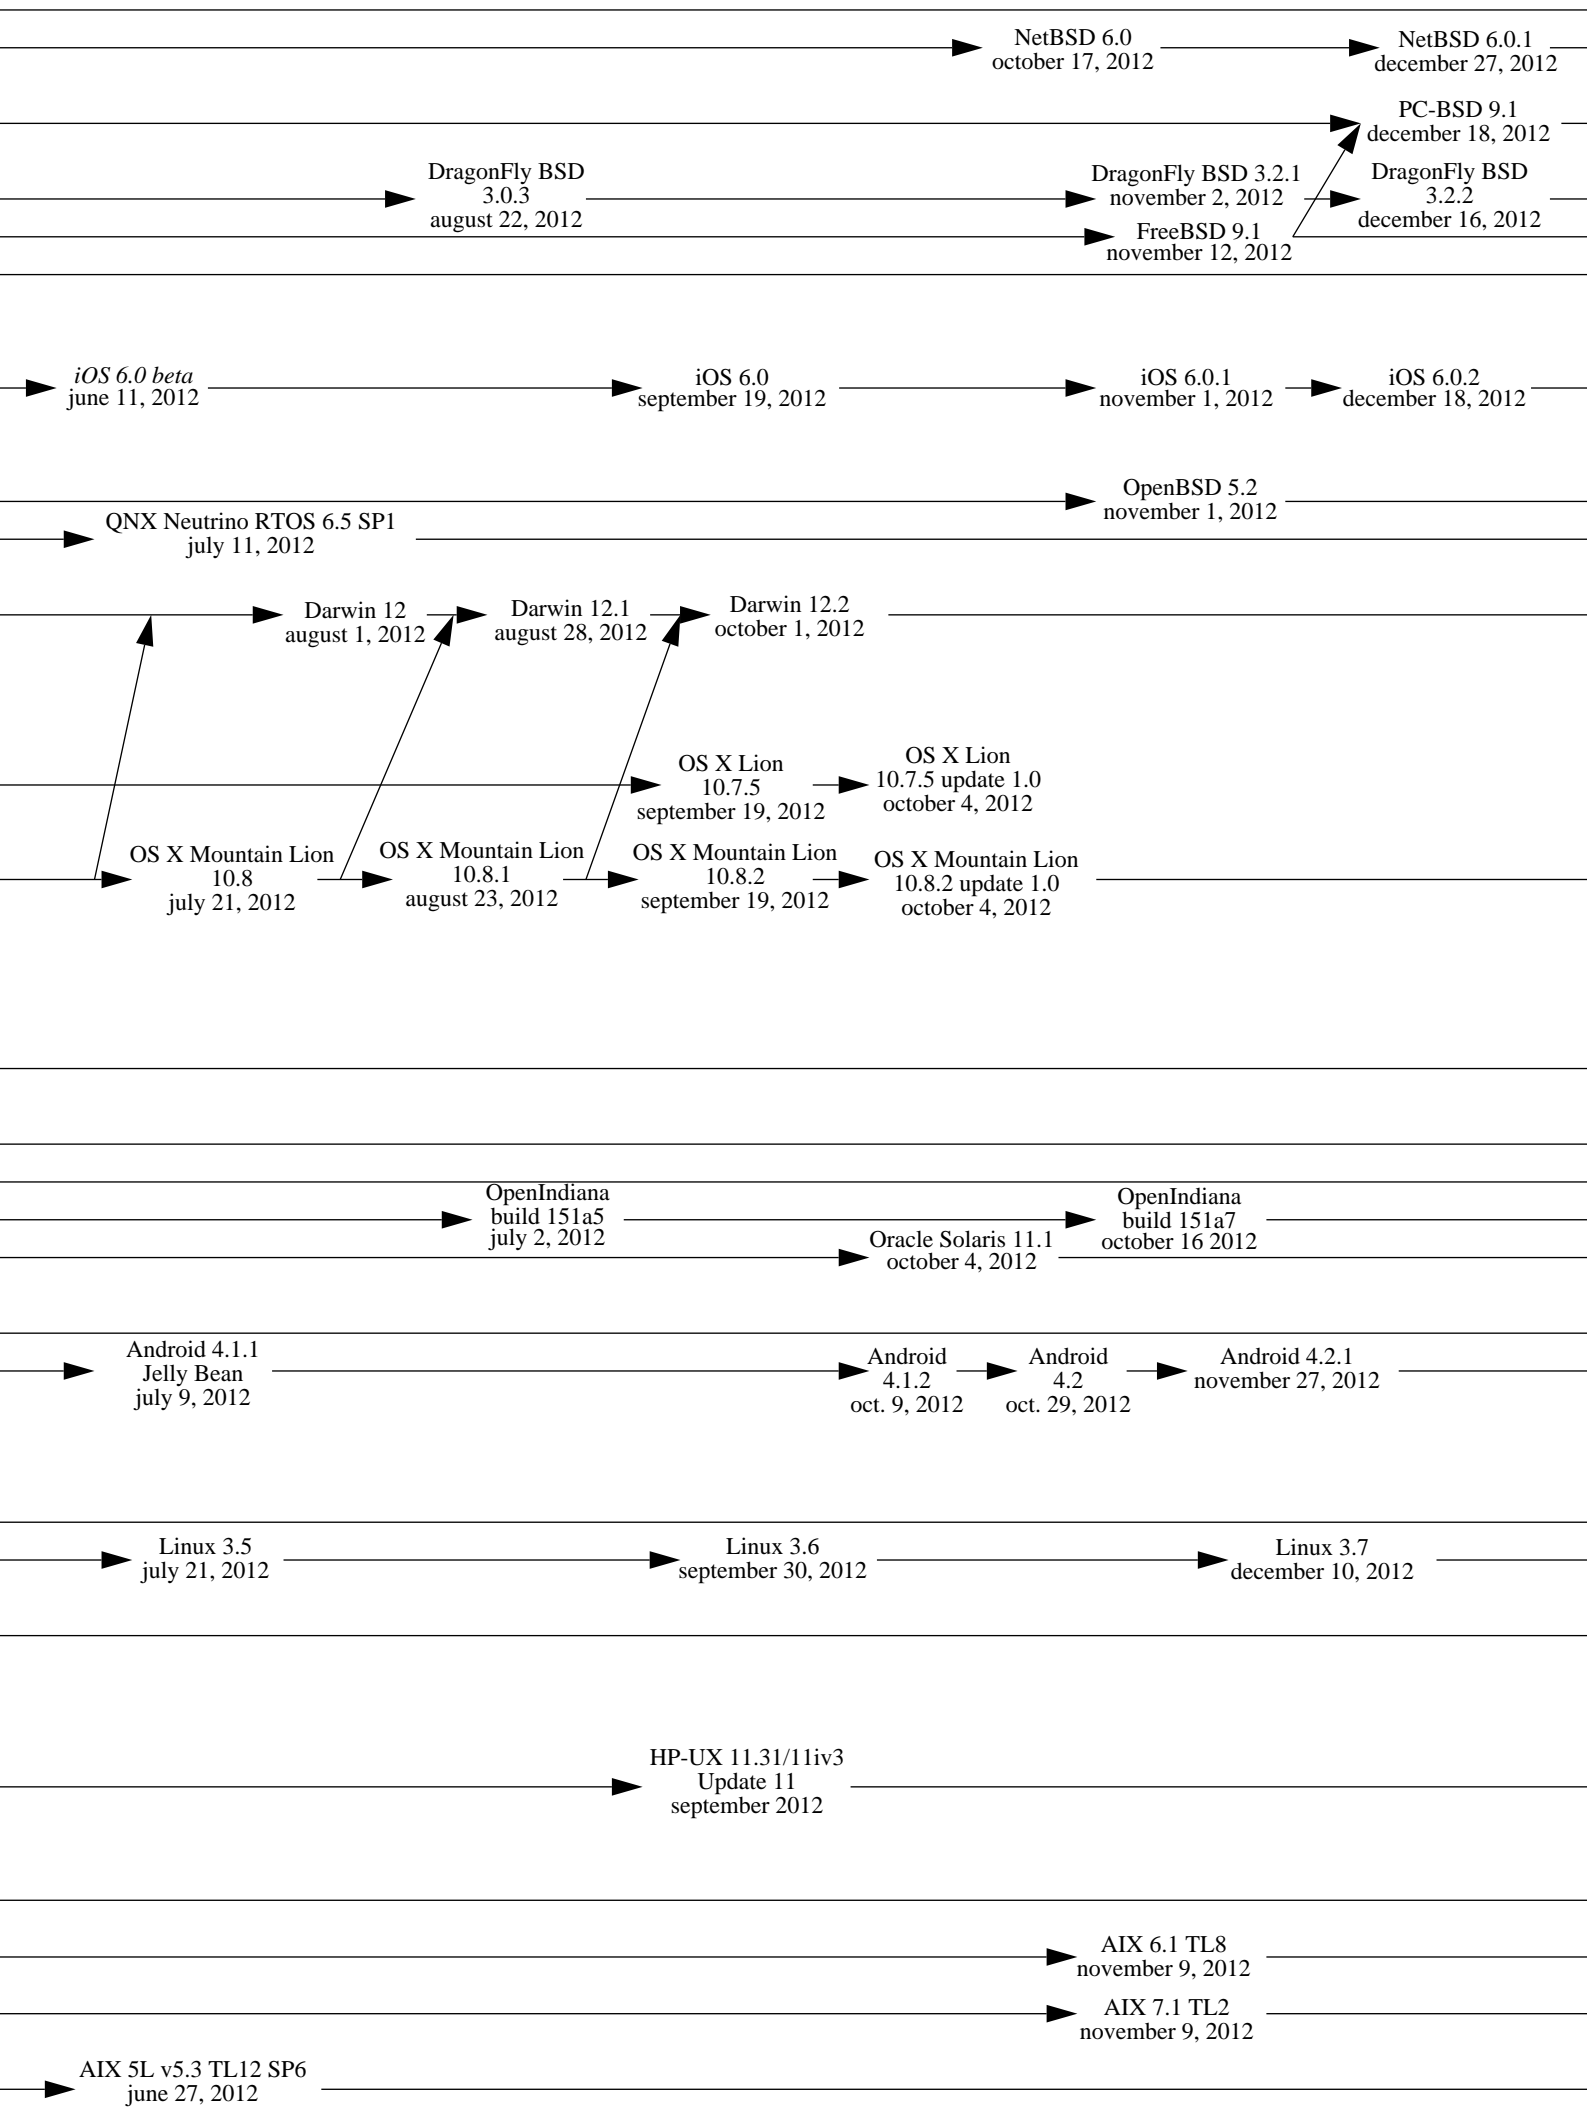 NetBSD 6.0
october 17, 2012
NetBSD 6.0.1
december 27, 2012
PC-BSD 9.1
december 18, 2012
DragonFly BSD
3.0.3
august 22, 2012
DragonFly BSD 3.2.1
november 2, 2012
DragonFly BSD
3.2.2
december 16, 2012
FreeBSD 9.1
november 12, 2012
iOS 6.0 beta
june 11, 2012
iOS 6.0
september 19, 2012
iOS 6.0.1
november 1, 2012
iOS 6.0.2
december 18, 2012
OpenBSD 5.2
november 1, 2012
QNX Neutrino RTOS 6.5 SP1
july 11, 2012
Darwin 12
august 1, 2012
Darwin 12.1
august 28, 2012
Darwin 12.2
october 1, 2012
OS X Lion
10.7.5
september 19, 2012
OS X Lion
10.7.5 update 1.0
october 4, 2012
OS X Mountain Lion
10.8
july 21, 2012
OS X Mountain Lion
10.8.1
august 23, 2012
OS X Mountain Lion
10.8.2
september 19, 2012
OS X Mountain Lion
10.8.2 update 1.0
october 4, 2012
OpenIndiana
build 151a5
july 2, 2012
OpenIndiana
build 151a7
october 16 2012
Oracle Solaris 11.1
october 4, 2012
Android 4.1.1
Jelly Bean
july 9, 2012
Android
4.1.2
oct. 9, 2012
Android
4.2
oct. 29, 2012
Android 4.2.1
november 27, 2012
Linux 3.5
july 21, 2012
Linux 3.6
september 30, 2012
Linux 3.7
december 10, 2012
HP-UX 11.31/11iv3
Update 11
september 2012
AIX 6.1 TL8
november 9, 2012
AIX 7.1 TL2
november 9, 2012
AIX 5L v5.3 TL12 SP6
june 27, 2012